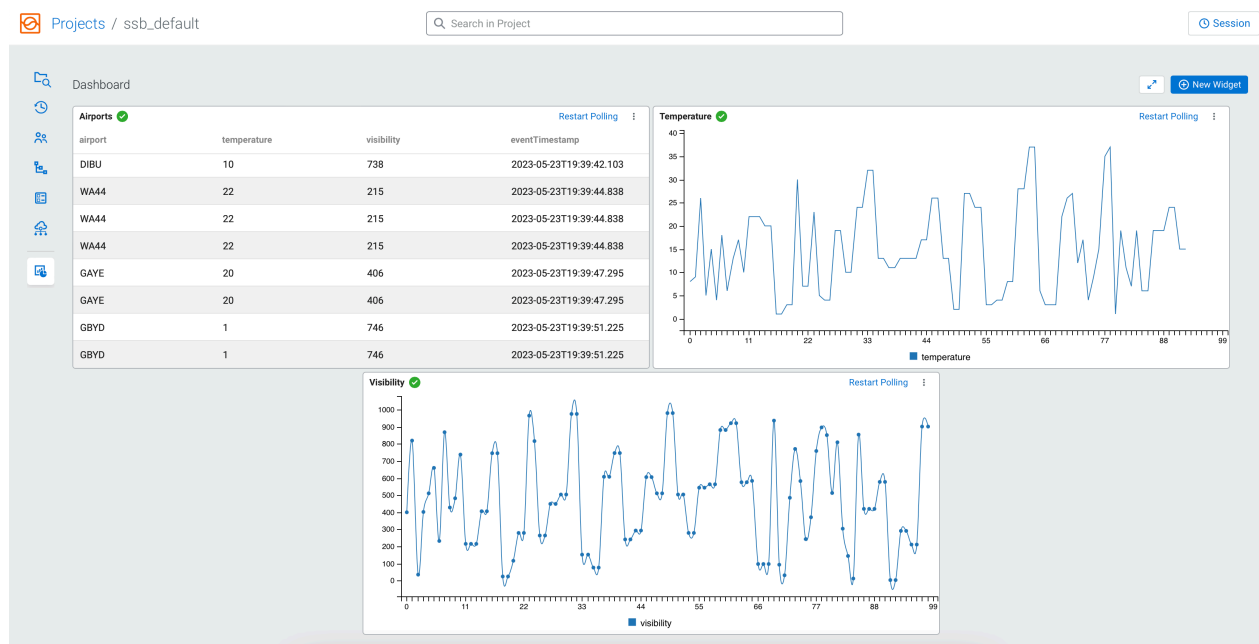 Projects / ssb_default
Search in Project
Session
Dashboard
New Widget
Airports
Restart Polling
airport temperature visibility eventTimestamp
DIBU 10 738 2023-05-23T19:39:42.103
WA44 22 215 2023-05-23T19:39:44.838
WA44 22 215 2023-05-23T19:39:44.838
WA44 22 215 2023-05-23T19:39:44.838
GAYE 20 406 2023-05-23T19:39:47.295
GAYE 20 406 2023-05-23T19:39:47.295
GBYD 1 746 2023-05-23T19:39:51.225
GBYD 1 746 2023-05-23T19:39:51.225
Temperature
Restart Polling
40
35
30
25
20
15
10
5
0
0 11 22 33 44 55 66 77 88 99
temperature
Visibility
Restart Polling
1000
900
800
700
600
500
400
300
200
100
0
0 11 22 33 44 55 66 77 88 99
visibility